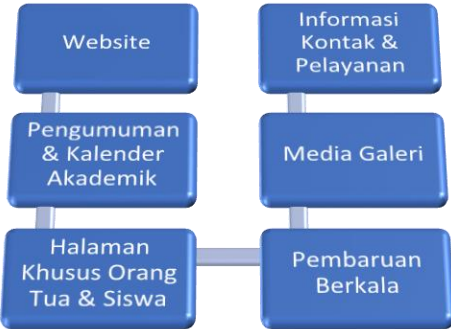 Website
Pengumuman
& Kalender
Akademik
Halaman
Khusus Orang
Tua & Siswa
Pembaruan
Berkala
Media Galeri
Informasi
Kontak &
Pelayanan